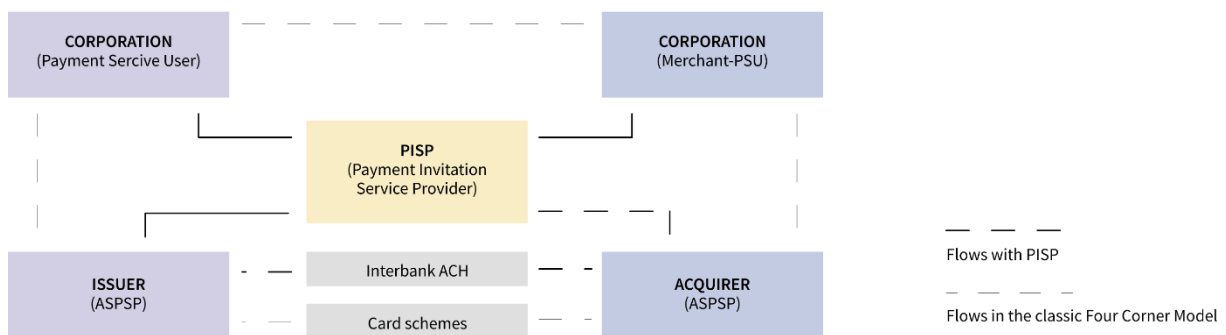 CORPORATION
(Payment Sercive User)
CORPORATION
(Merchant-PSU)
PISP
(Payment Invitation
Service Provider)
ISSUER
(ASPSP)
Interbank ACH
Card schemes
ACQUIRER
(ASPSP)
Flows with PISP
Flows in the classic Four Corner Model